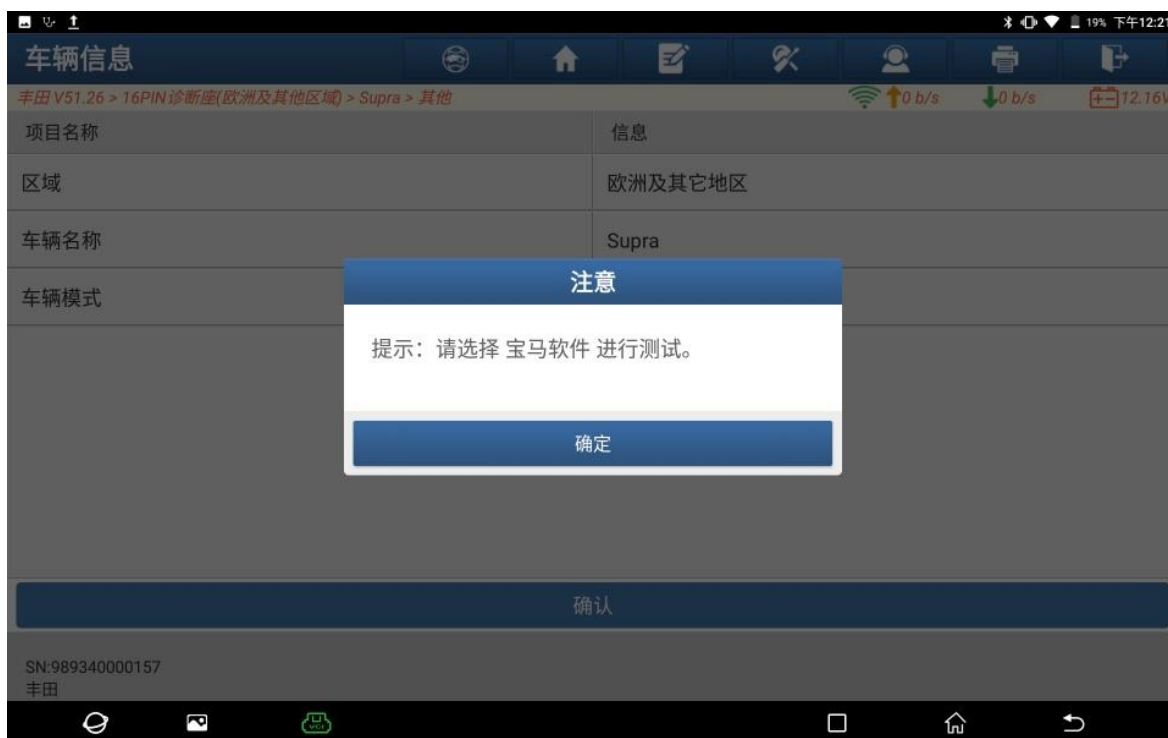 19% 下午12:21
车辆信息
丰田 V51.26 > 16PIN诊断座(欧洲及其他区域) > Supra > 其他 0 b/s 0 b/s 12.16V
项目名称 信息
区域 欧洲及其它地区
车辆名称 Supra
车辆模式
注意
提示：请选择 宝马软件 进行测试。
确定
确认
SN:989340000157
丰田
VCI